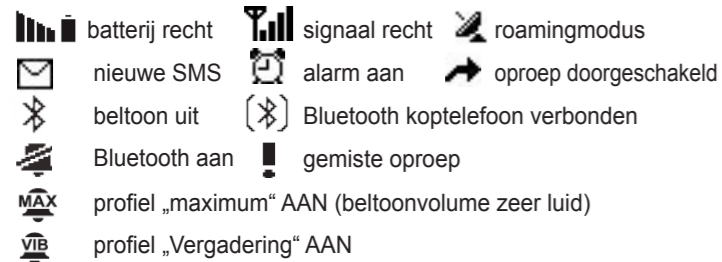 batterij recht signaal recht roamingmodus
nieuwe SMS alarm aan oproep doorgeschakeld
beltoon uit Bluetooth koptelefoon verbonden
Bluetooth aan gemiste oproep
MAX profiel „maximum“ AAN (beltoonvolume zeer luid)
VIB profiel „Vergadering“ AAN